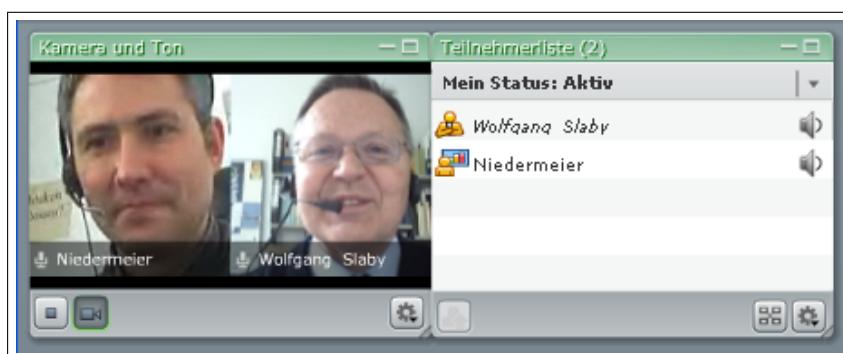 Kamera und Ton
Niedermeier
Wolfgang Slaby
Teilnehmerliste (2)
Mein Status: Aktiv
Wolfgang Slaby
Niedermeier